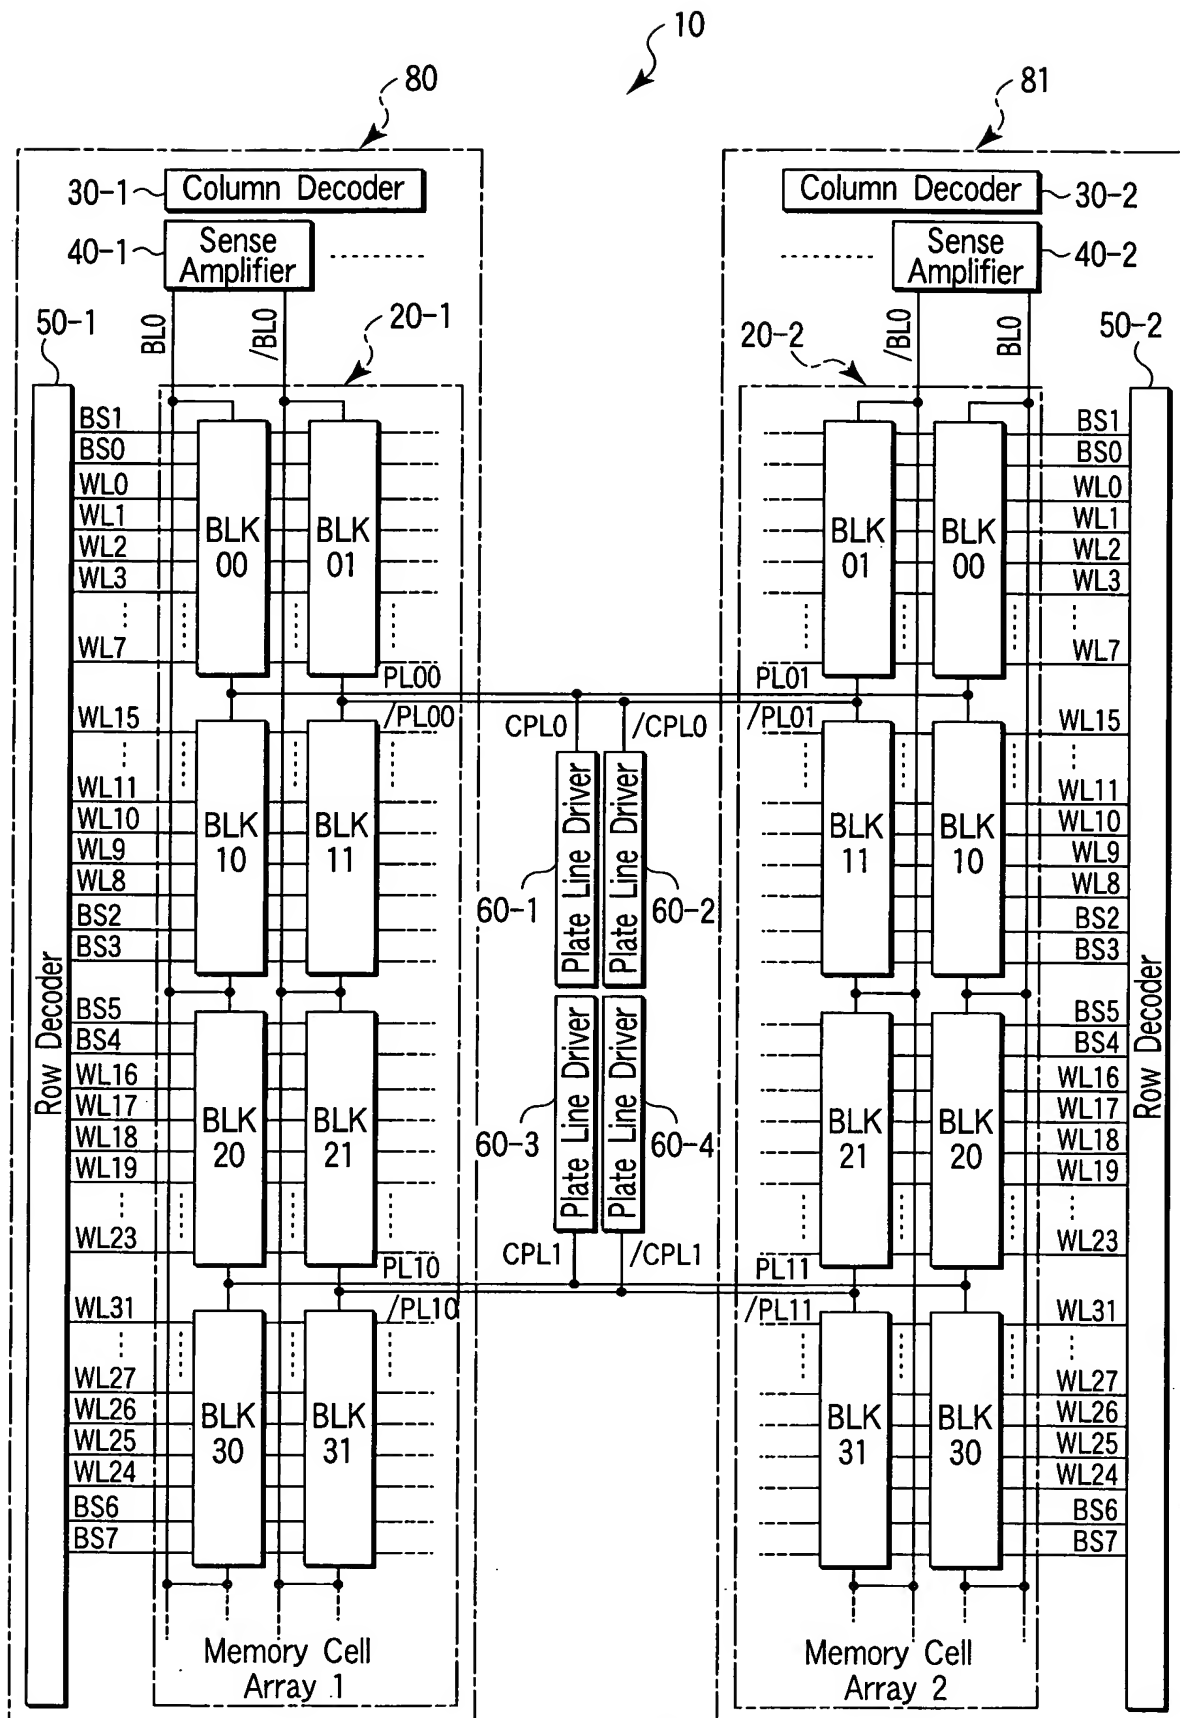 10
80
81
30-1
Column Decoder
Column Decoder
30-2
40-1
Sense
Amplifier
Sense
Amplifier
40-2
50-1
BL0
/BL0
20-1
20-2
/BL0
BL0
50-2
BS1
BS0
WL0
WL1
WL2
WL3
WL7
BLK
00
BLK
01
BLK
01
BLK
00
BS1
BS0
WL0
WL1
WL2
WL3
WL7
PL00
/PL00
PL01
/PL01
CPL0
/CPL0
WL15
WL11
WL10
WL9
WL8
BS2
BS3
BLK
10
BLK
11
Plate Line Driver
Plate Line Driver
60-1
60-2
BLK
11
BLK
10
WL15
WL11
WL10
WL9
WL8
BS2
BS3
Row Decoder
Row Decoder
BS5
BS4
WL16
WL17
WL18
WL19
WL23
BLK
20
BLK
21
60-3
Plate Line Driver
Plate Line Driver
60-4
BLK
21
BLK
20
BS5
BS4
WL16
WL17
WL18
WL19
WL23
CPL1
/CPL1
PL10
/PL10
PL11
/PL11
WL31
WL27
WL26
WL25
WL24
BS6
BS7
BLK
30
BLK
31
BLK
31
BLK
30
WL31
WL27
WL26
WL25
WL24
BS6
BS7
Memory Cell
Array 1
Memory Cell
Array 2